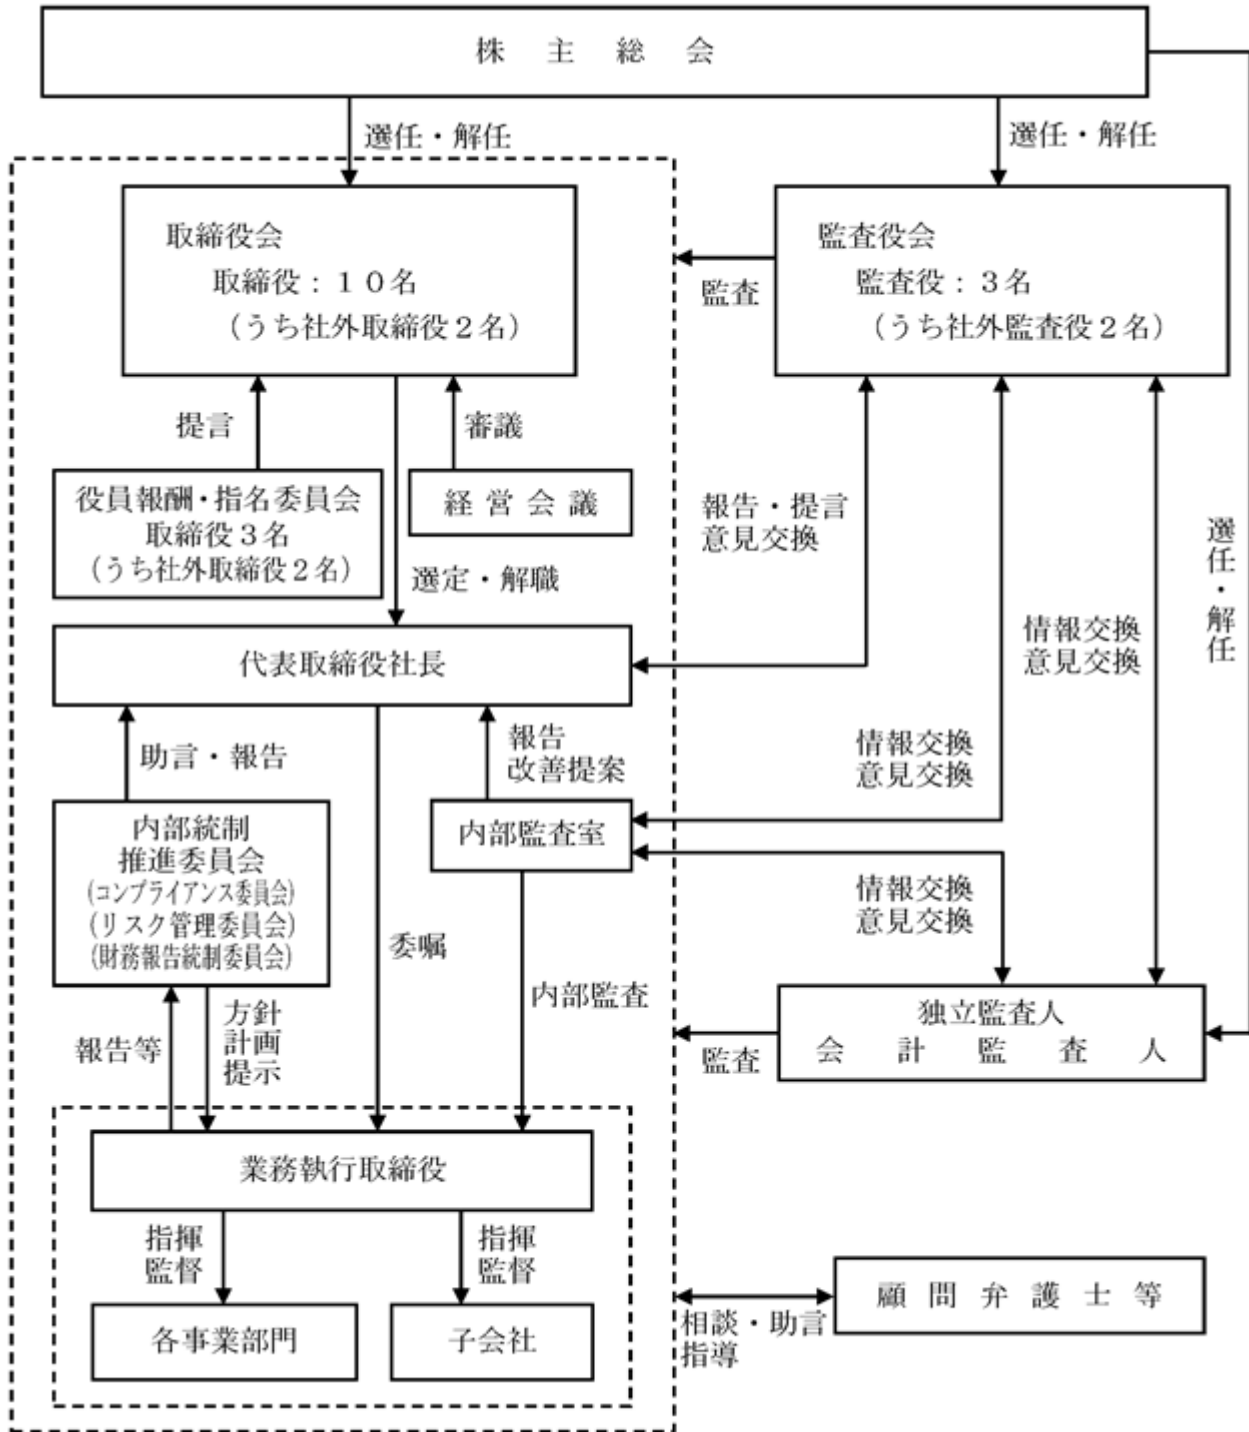 株主総会
選任・解任
選任・解任
取締役会
取締役：１０名
（うち社外取締役２名）
監査
監査役会
監査役：３名
（うち社外監査役２名）
提言
審議
役員報酬・指名委員会
取締役３名
（うち社外取締役２名）
経営会議
選定・解職
報告・提言
意見交換
選任・解任
代表取締役社長
情報交換
意見交換
助言・報告
報告
改善提案
情報交換
意見交換
内部統制
推進委員会
（コンプライアンス委員会）
（リスク管理委員会）
（財務報告統制委員会）
内部監査室
情報交換
意見交換
委嘱
内部監査
報告等
方針
計画
提示
監査
独立監査人
会計監査人
業務執行取締役
指揮
監督
指揮
監督
各事業部門
子会社
相談・助言
指導
顧問弁護士等